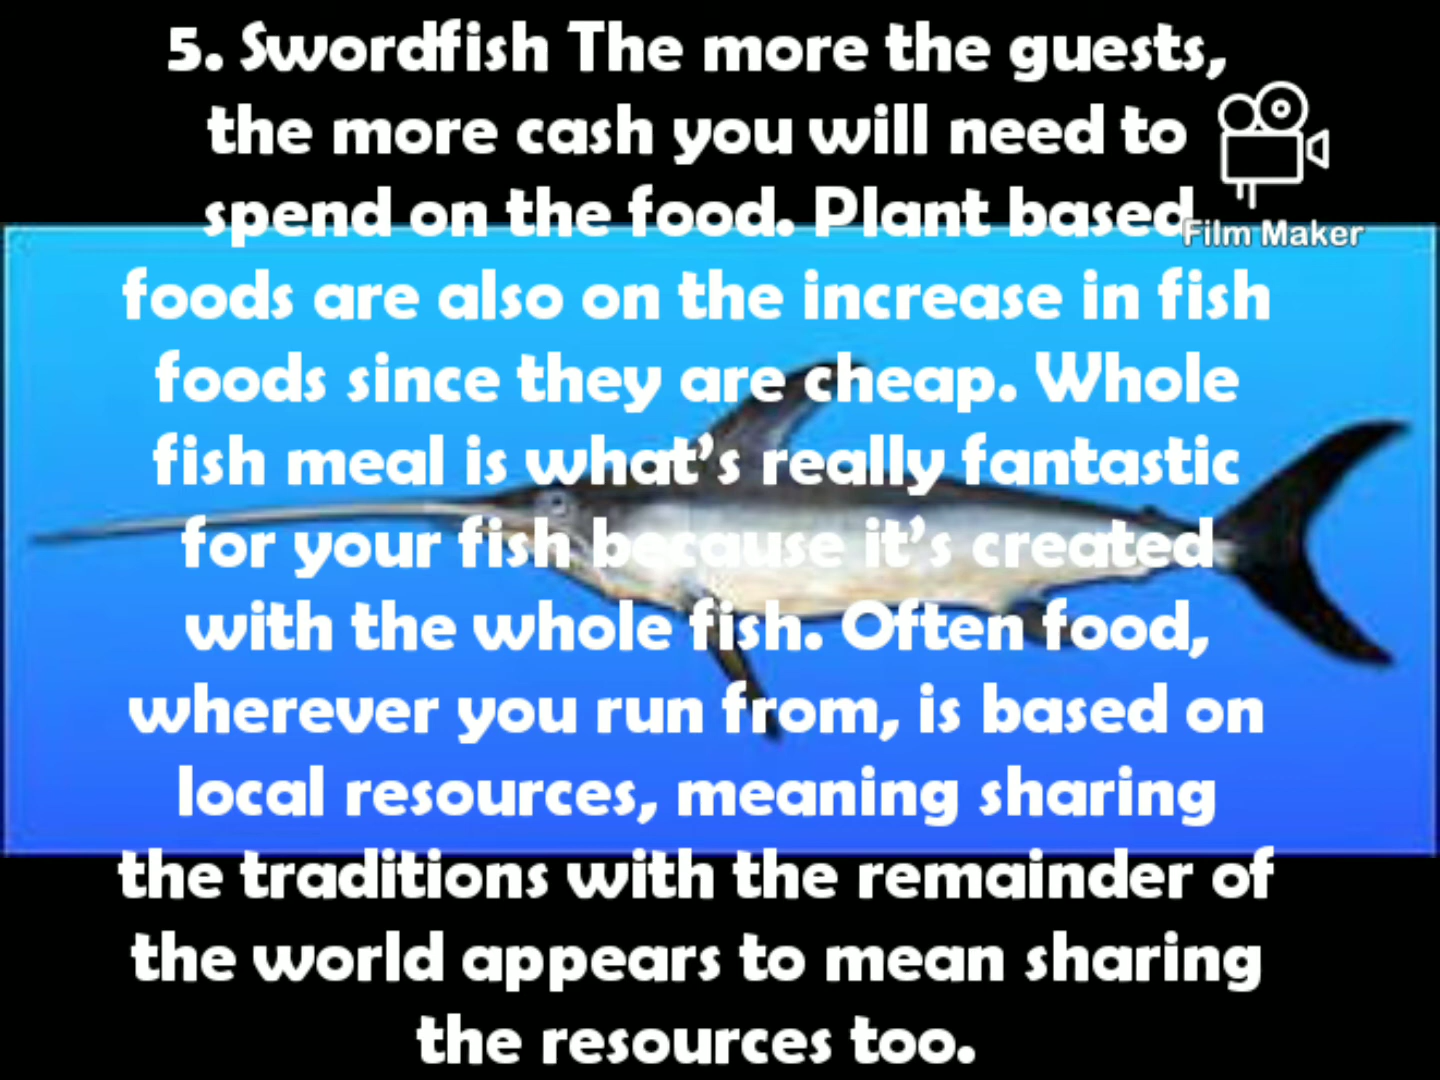 5. Swordfish The more the guests,
the more cash you will need to
spend on the food. Plant based
Film Maker
foods are also on the increase in fish
foods since they are cheap. Whole
fish meal is what's really fantastic
for your fish because it's created
with the whole fish. Often food,
wherever you run from, is based on
local resources, meaning sharing
the traditions with the remainder of
the world appears to mean sharing
the resources too.